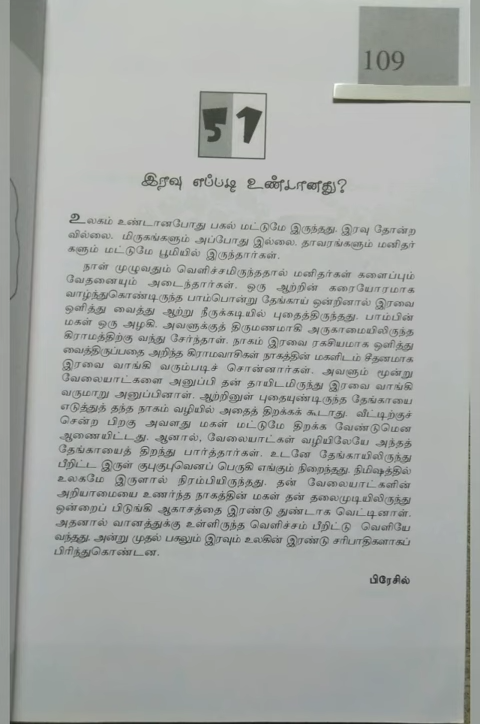 109
51
இரவு எப்படி உண்டானது?
உலகம் உண்டானபோது பகல் மட்டுமே இருந்தது. இரவு தோன்ற
வில்லை. மிருகங்களும் அப்போது இல்லை. தாவரங்களும் மனிதர்
களும் மட்டுமே பூமியில் இருந்தார்கள்.
நாள் முழுவதும் வெளிச்சமிருந்ததால் மனிதர்கள் களைப்பும்
வேதனையும் அடைந்தார்கள். ஒரு ஆற்றின் கரையோரமாக
வாழ்ந்துகொண்டிருந்த பாம்பொன்று தேங்காய் ஒன்றினால் இரவை
ஒளித்து வைத்து ஆற்று நீருக்கடியில் புதைத்திருந்தது. பாம்பின்
மகள் ஒரு அழகி. அவளுக்குத் திருமணமாகி அருகாமையிலிருந்த
கிராமத்திற்கு வந்து சேர்ந்தாள். நாகம் இரவை ரகசியமாக ஒளித்து
வைத்திருப்பதை அறிந்த கிராமவாசிகள் நாகத்தின் மகளிடம் சீதனமாக
இரவை வாங்கி வரும்படிச் சொன்னார்கள். அவளும் மூன்று
வேலையாட்களை அனுப்பி தன் தாயிடமிருந்து இரவை வாங்கி
வருமாறு அனுப்பினாள். ஆற்றினுள் புதையுண்டிருந்த தேங்காயை
எடுத்துத் தந்த நாகம் வழியில் அதைத் திறக்கக் கூடாது. வீட்டிற்குச்
சென்ற பிறகு அவளது மகள் மட்டுமே திறக்க வேண்டுமென
ஆணையிட்டது. ஆனால், வேலையாட்கள் வழியிலேயே அந்தத்
தேங்காயைத் திறந்து பார்த்தார்கள். உடனே தேங்காயிலிருந்து
பீறிட்ட இருள் குபுகுபுவெனப் பெருகி எங்கும் நிறைந்தது. நிமிஷத்தில்
உலகமே இருளால் நிரம்பியிருந்தது. தன் வேலையாட்களின்
அறியாமையை உணர்ந்த நாகத்தின் மகள் தன் தலைமுடியிலிருந்து
ஒன்றைப் பிடுங்கி ஆகாசத்தை இரண்டு துண்டாக வெட்டினாள்.
அதனால் வானத்துக்கு உள்ளிருந்த வெளிச்சம் பீறிட்டு வெளியே
வந்தது. அன்று முதல் பகலும் இரவும் உலகின் இரண்டு சரிபாதிகளாகப்
பிரிந்துகொண்டன.
பிரேசில்